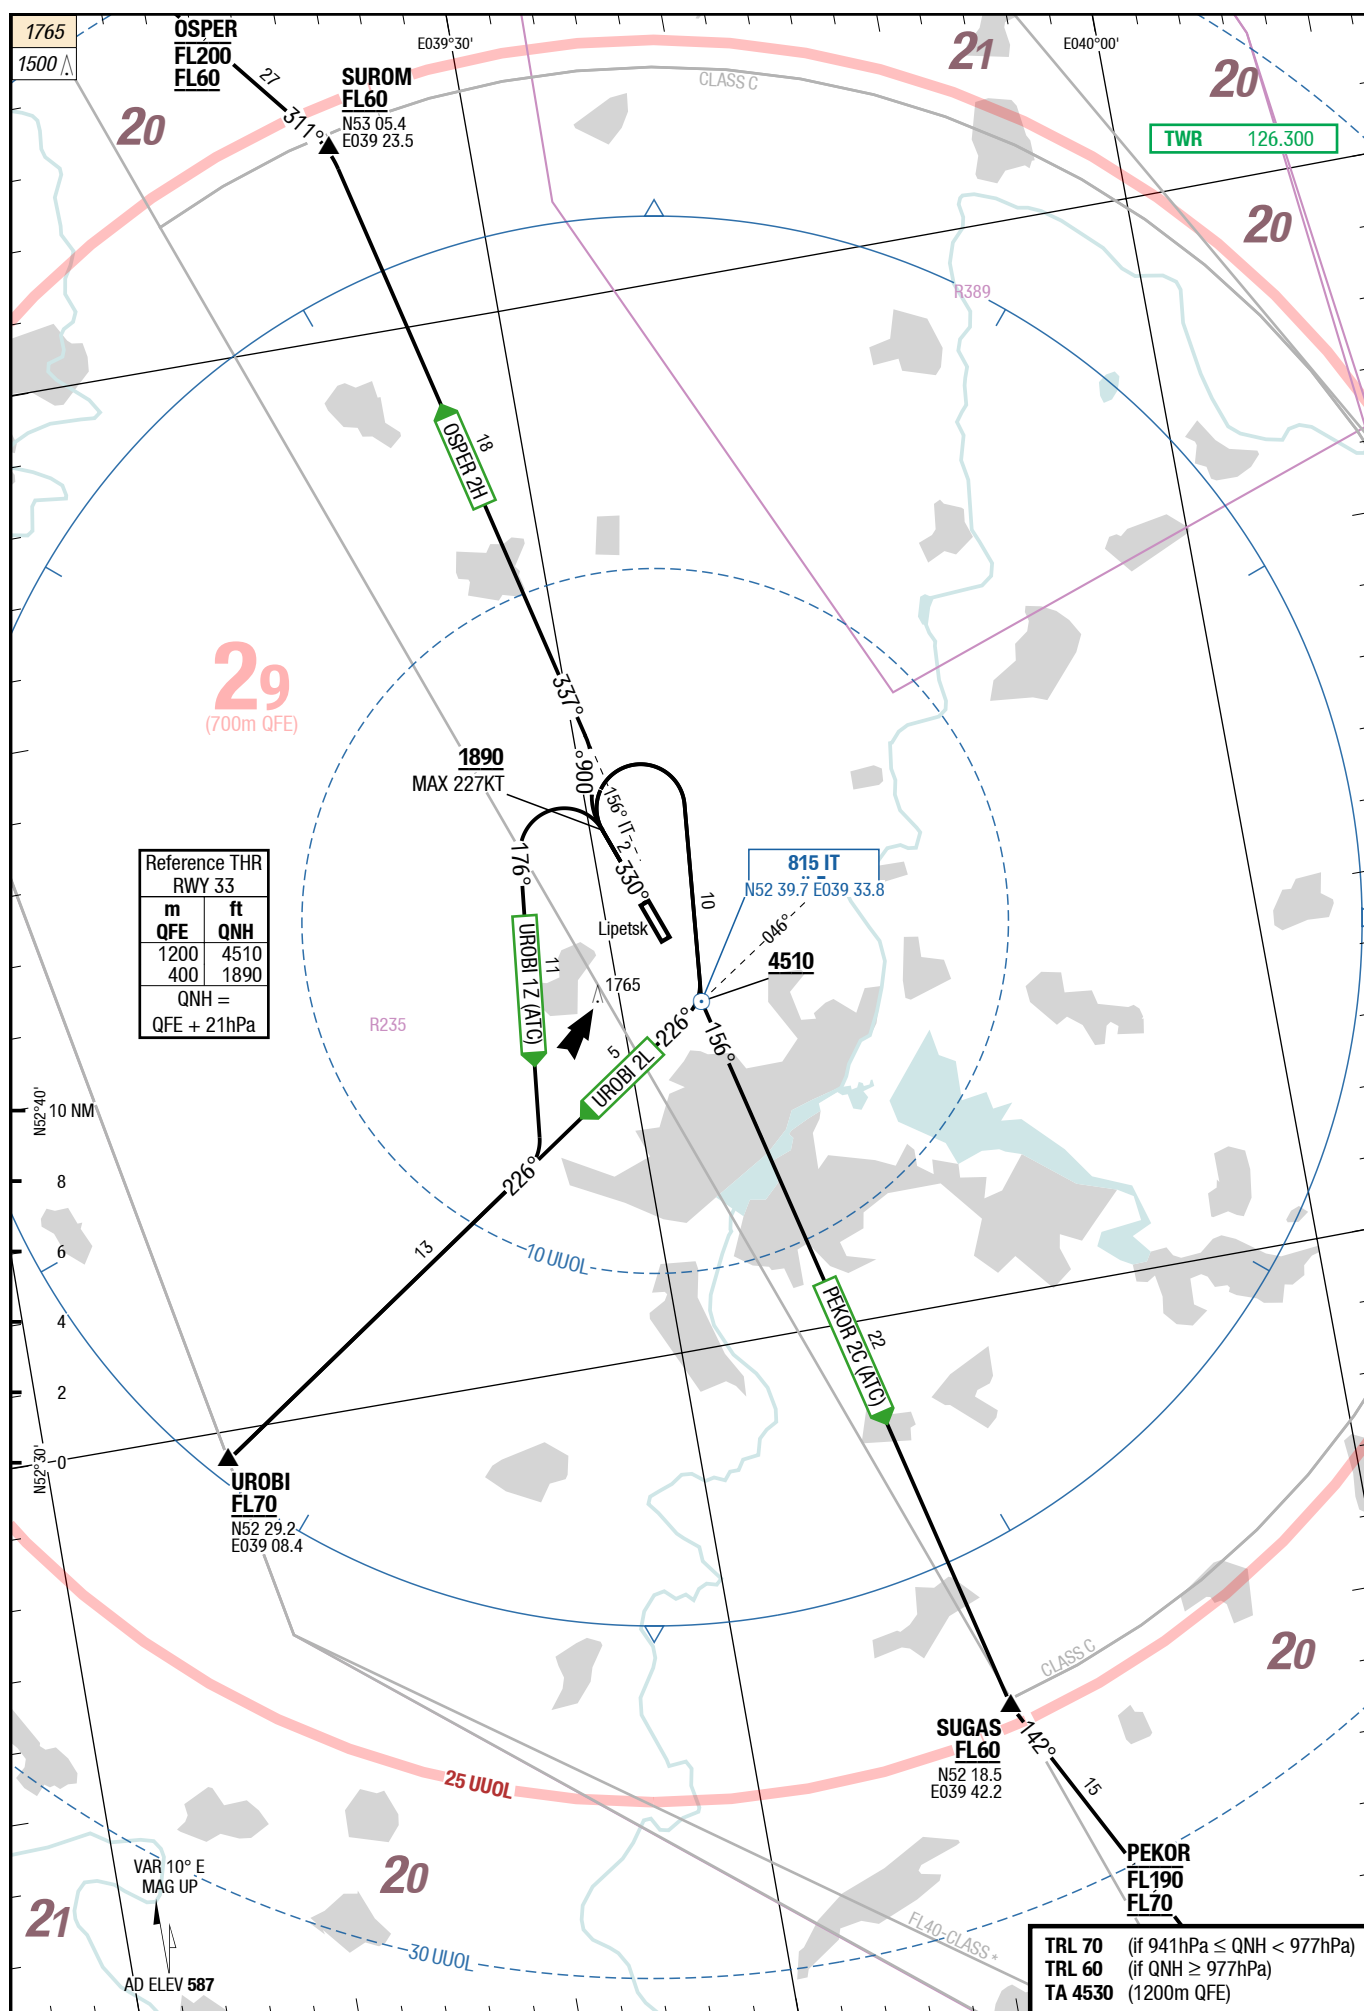 1765
1500
OSPER
FL200
FL60
27
311°
SUROM
FL60
N53 05.4
E039 23.5
E039°30'
CLASS C
21
E040°00'
20
20
TWR 126.300
20
R389
OSPER 2H
18
29
(700m QFE)
337°
006°
1890
MAX 227KT
156° IT
2
330°
176°
10
815 IT
N52 39.7 E039 33.8
046°
4510
Lipetsk
Reference THR
RWY 33
m ft
QFE QNH
1200 4510
400 1890
QNH =
QFE + 21hPa
UROBI 1Z (ATC)
11
1765
R235
226°
156°
5
UROBI 2L
N52°40'
10 NM
8
6
4
2
0
N52°30'
226°
13
10 UUOL
PEKOR 2C (ATC)
22
UROBI
FL70
N52 29.2
E039 08.4
CLASS C
20
SUGAS
FL60
N52 18.5
E039 42.2
142°
15
25 UUOL
PEKOR
FL190
FL70
VAR 10° E
MAG UP
20
21
FL40-CLASS *
30 UUOL
AD ELEV 587
TRL 70 (if 941hPa ≤ QNH < 977hPa)
TRL 60 (if QNH ≥ 977hPa)
TA 4530 (1200m QFE)